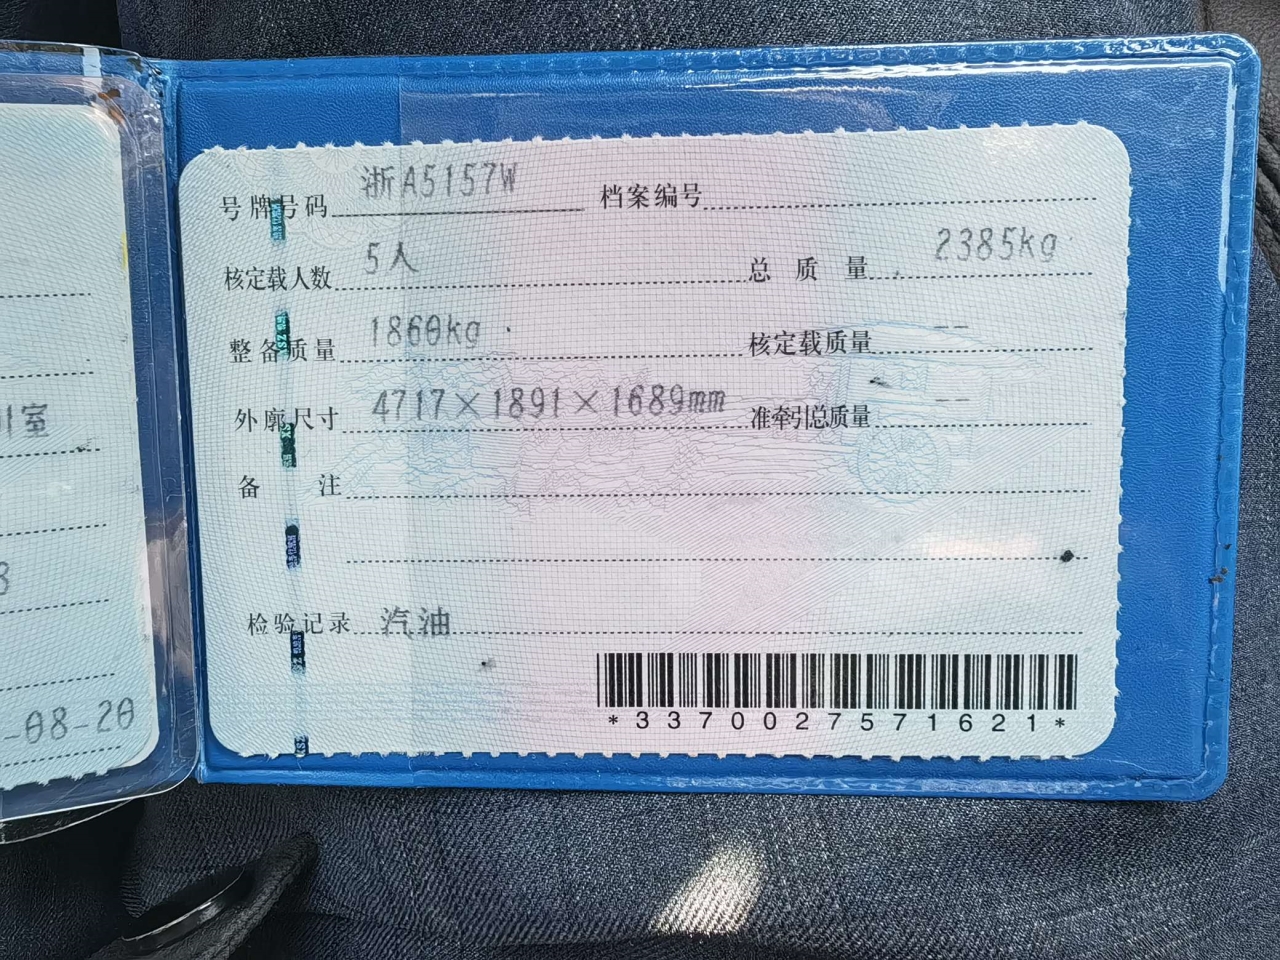 号牌号码 浙A5157W 档案编号
核定载人数 5人 总质量 2385kg
整备质量 1860kg 核定载质量 --
外廓尺寸 4717×1891×1689mm 准牵引总质量 --
备注
检验记录 汽油
*3370027571621*
室
8
-08-20